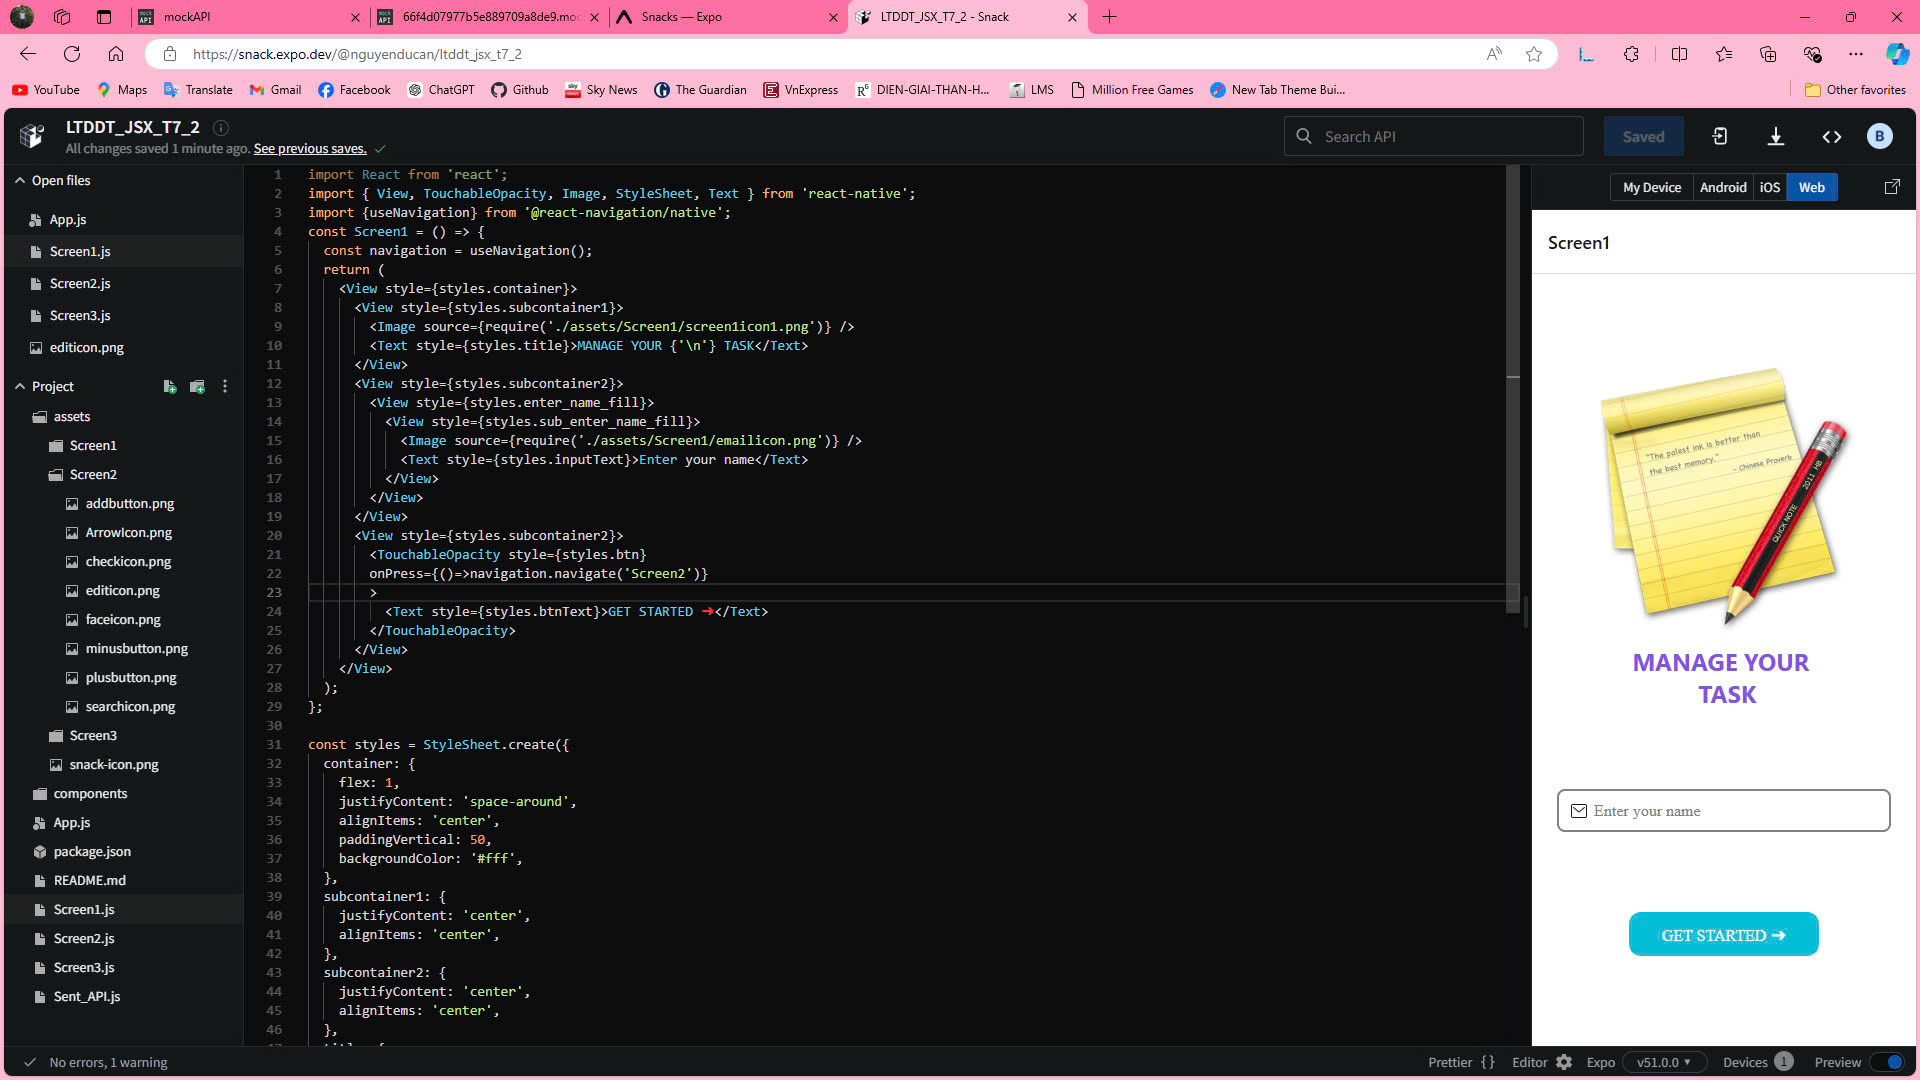 mockAPI
66f4d07977b5e889709a8de9.moc
Snacks — Expo
LTDDT_JSX_T7_2 - Snack
https://snack.expo.dev/@nguyenducan/ltddt_jsx_t7_2
YouTube
Maps
Translate
Gmail
Facebook
ChatGPT
Github
Sky News
The Guardian
VnExpress
DIEN-GIAI-THAN-H...
LMS
Million Free Games
New Tab Theme Bui...
Other favorites
LTDDT_JSX_T7_2
All changes saved 1 minute ago. See previous saves.
Search API
Saved
B
Open files
App.js
Screen1.js
Screen2.js
Screen3.js
editicon.png
Project
assets
Screen1
Screen2
addbutton.png
ArrowIcon.png
checkicon.png
editicon.png
faceicon.png
minusbutton.png
plusbutton.png
searchicon.png
Screen3
snack-icon.png
components
App.js
package.json
README.md
Screen1.js
Screen2.js
Screen3.js
Sent_API.js
1 import React from 'react';
2 import { View, TouchableOpacity, Image, StyleSheet, Text } from 'react-native';
3 import {useNavigation} from '@react-navigation/native';
4 const Screen1 = () => {
5 const navigation = useNavigation();
6 return (
7 <View style={styles.container}>
8 <View style={styles.subcontainer1}>
9 <Image source={require('./assets/Screen1/screen1icon1.png')} />
10 <Text style={styles.title}>MANAGE YOUR {'\n'} TASK</Text>
11 </View>
12 <View style={styles.subcontainer2}>
13 <View style={styles.enter_name_fill}>
14 <View style={styles.sub_enter_name_fill}>
15 <Image source={require('./assets/Screen1/emailicon.png')} />
16 <Text style={styles.inputText}>Enter your name</Text>
17 </View>
18 </View>
19 </View>
20 <View style={styles.subcontainer2}>
21 <TouchableOpacity style={styles.btn}
22 onPress={()=>navigation.navigate('Screen2')}
23 >
24 <Text style={styles.btnText}>GET STARTED ➔</Text>
25 </TouchableOpacity>
26 </View>
27 </View>
28 );
29 };
30
31 const styles = StyleSheet.create({
32 container: {
33 flex: 1,
34 justifyContent: 'space-around',
35 alignItems: 'center',
36 paddingVertical: 50,
37 backgroundColor: '#fff',
38 },
39 subcontainer1: {
40 justifyContent: 'center',
41 alignItems: 'center',
42 },
43 subcontainer2: {
44 justifyContent: 'center',
45 alignItems: 'center',
46 },
My Device
Android
iOS
Web
Screen1
"The palest ink is better than
the best memory."
- Chinese Proverb
QUICK NOTE
2011 HB
MANAGE YOUR
TASK
Enter your name
GET STARTED ➔
No errors, 1 warning
Prettier { }
Editor
Expo
v51.0.0
Devices 1
Preview